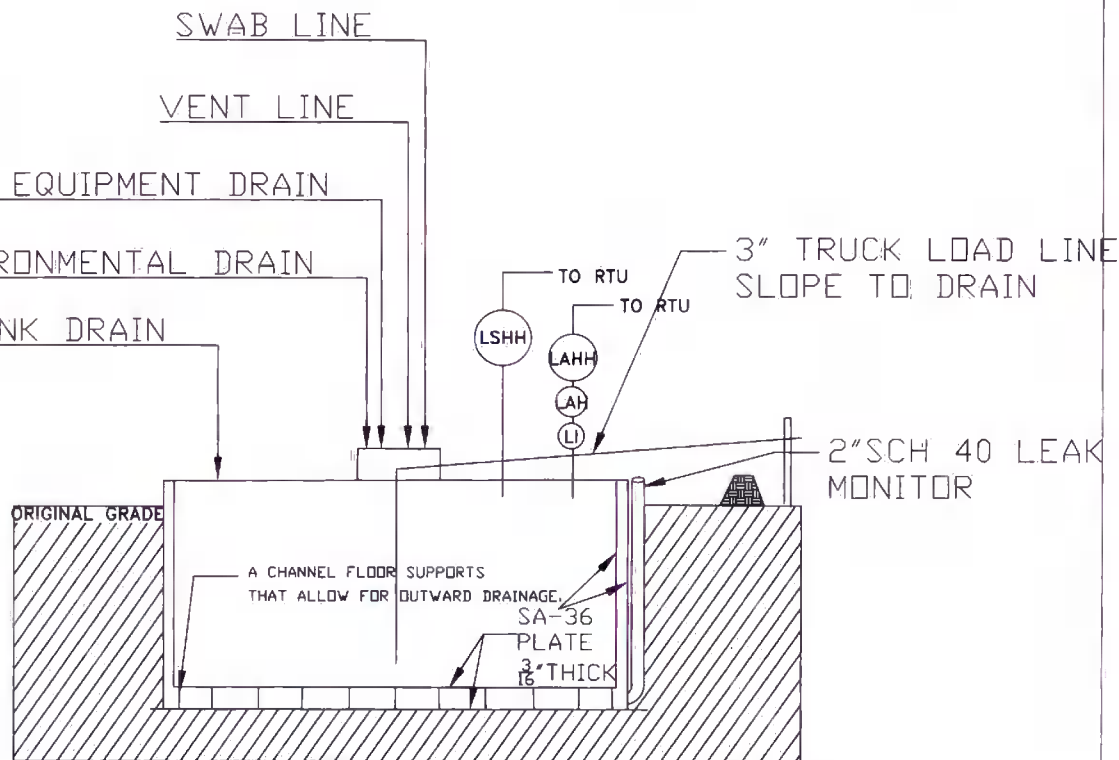 SWAB LINE
VENT LINE
EQUIPMENT DRAIN
RONMENTAL DRAIN
NK DRAIN
TO RTU
TO RTU
LSHH
LAHH
LAH
LI
3" TRUCK LOAD LINE
SLOPE TO DRAIN
2"SCH 40 LEAK
MONITOR
ORIGINAL GRADE
A CHANNEL FLOOR SUPPORTS
THAT ALLOW FOR OUTWARD DRAINAGE.
SA-36
PLATE
3/16"THICK